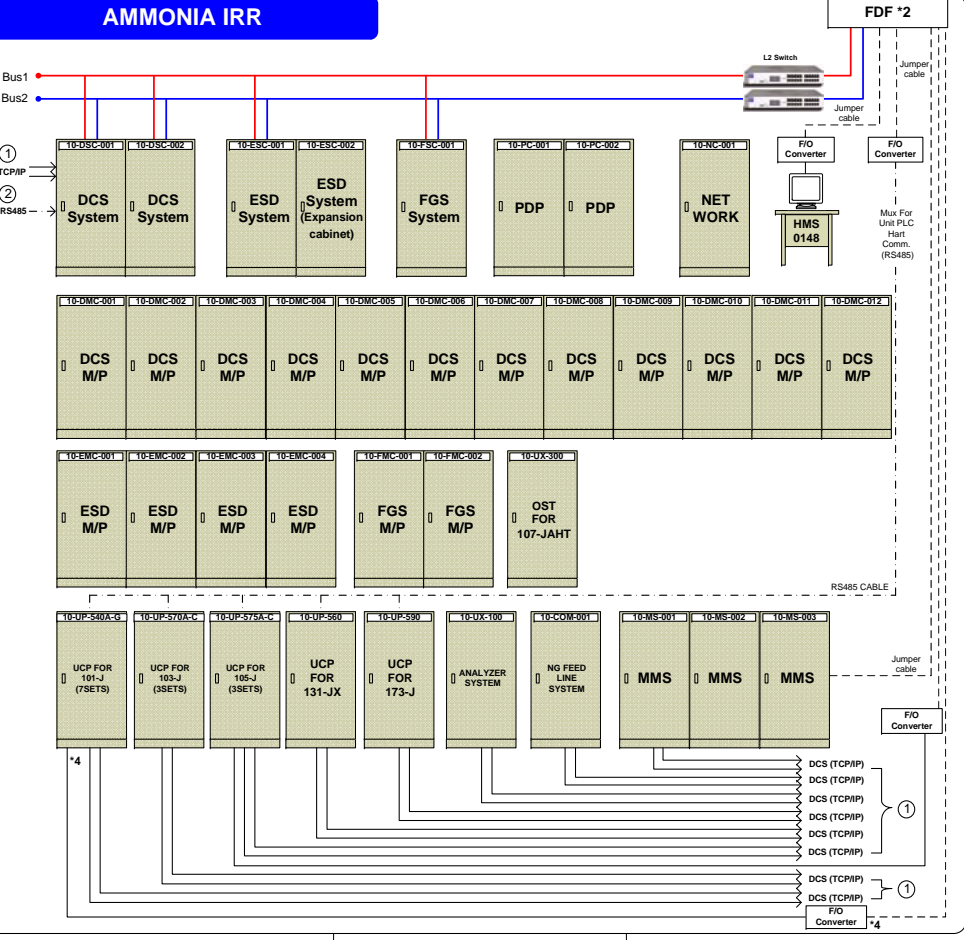 AMMONIA IRR
FDF *2
L2 Switch
Jumper
cable
Jumper
cable
Bus1
Bus2
1
TCP/IP
2
RS485
10-DSC-001
DCS
System
10-DSC-002
DCS
System
10-ESC-001
ESD
System
10-ESC-002
ESD
System
(Expansion
cabinet)
10-FSC-001
FGS
System
10-PC-001
PDP
10-PC-002
PDP
10-NC-001
NET
WORK
F/O
Converter
HMS
0148
F/O
Converter
Mux For
Unit PLC
Hart
Comm.
(RS485)
10-DMC-001
DCS
M/P
10-DMC-002
DCS
M/P
10-DMC-003
DCS
M/P
10-DMC-004
DCS
M/P
10-DMC-005
DCS
M/P
10-DMC-006
DCS
M/P
10-DMC-007
DCS
M/P
10-DMC-008
DCS
M/P
10-DMC-009
DCS
M/P
10-DMC-010
DCS
M/P
10-DMC-011
DCS
M/P
10-DMC-012
DCS
M/P
10-EMC-001
ESD
M/P
10-EMC-002
ESD
M/P
10-EMC-003
ESD
M/P
10-EMC-004
ESD
M/P
10-FMC-001
FGS
M/P
10-FMC-002
FGS
M/P
10-UX-300
OST
FOR
107-JAHT
RS485 CABLE
10-UP-540A-G
UCP FOR
101-J
(7SETS)
10-UP-570A-C
UCP FOR
103-J
(3SETS)
10-UP-575A-C
UCP FOR
105-J
(3SETS)
10-UP-560
UCP
FOR
131-JX
10-UP-590
UCP
FOR
173-J
10-UX-100
ANALYZER
SYSTEM
10-COM-001
NG FEED
LINE
SYSTEM
10-MS-001
MMS
10-MS-002
MMS
10-MS-003
MMS
Jumper
cable
F/O
Converter
*4
DCS (TCP/IP)
DCS (TCP/IP)
DCS (TCP/IP)
DCS (TCP/IP)
DCS (TCP/IP)
DCS (TCP/IP)
1
DCS (TCP/IP)
DCS (TCP/IP)
1
F/O
Converter
*4